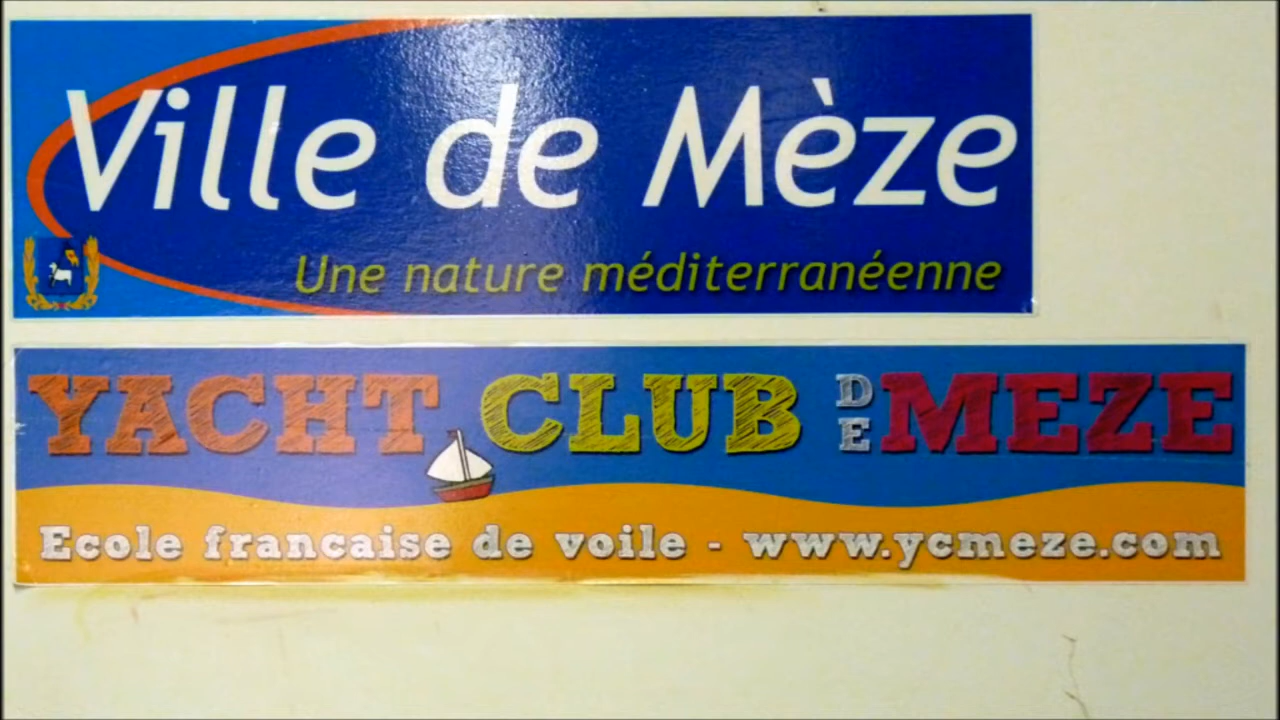 Ville de Mèze
Une nature méditerranéenne
YACHT CLUB DE MEZE
Ecole francaise de voile - www.ycmeze.com